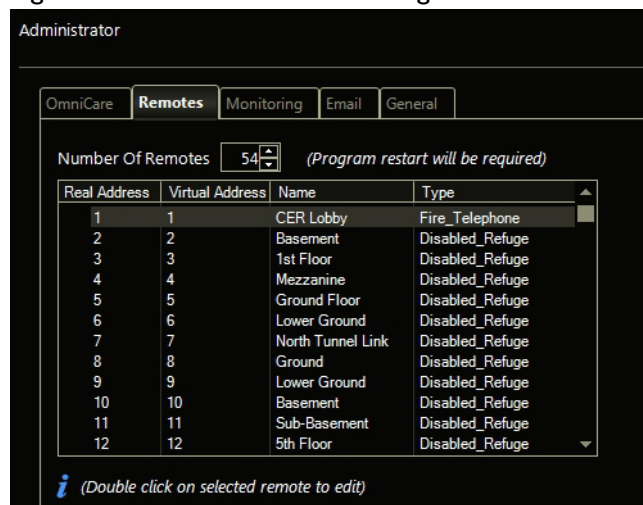 Administrator
OmniCare Remotes Monitoring Email General
Number Of Remotes 54 (Program restart will be required)
Real Address Virtual Address Name Type
1 1 CER Lobby Fire_Telephone
2 2 Basement Disabled_Refuge
3 3 1st Floor Disabled_Refuge
4 4 Mezzanine Disabled_Refuge
5 5 Ground Floor Disabled_Refuge
6 6 Lower Ground Disabled_Refuge
7 7 North Tunnel Link Disabled_Refuge
8 8 Ground Disabled_Refuge
9 9 Lower Ground Disabled_Refuge
10 10 Basement Disabled_Refuge
11 11 Sub-Basement Disabled_Refuge
12 12 5th Floor Disabled_Refuge
i (Double click on selected remote to edit)